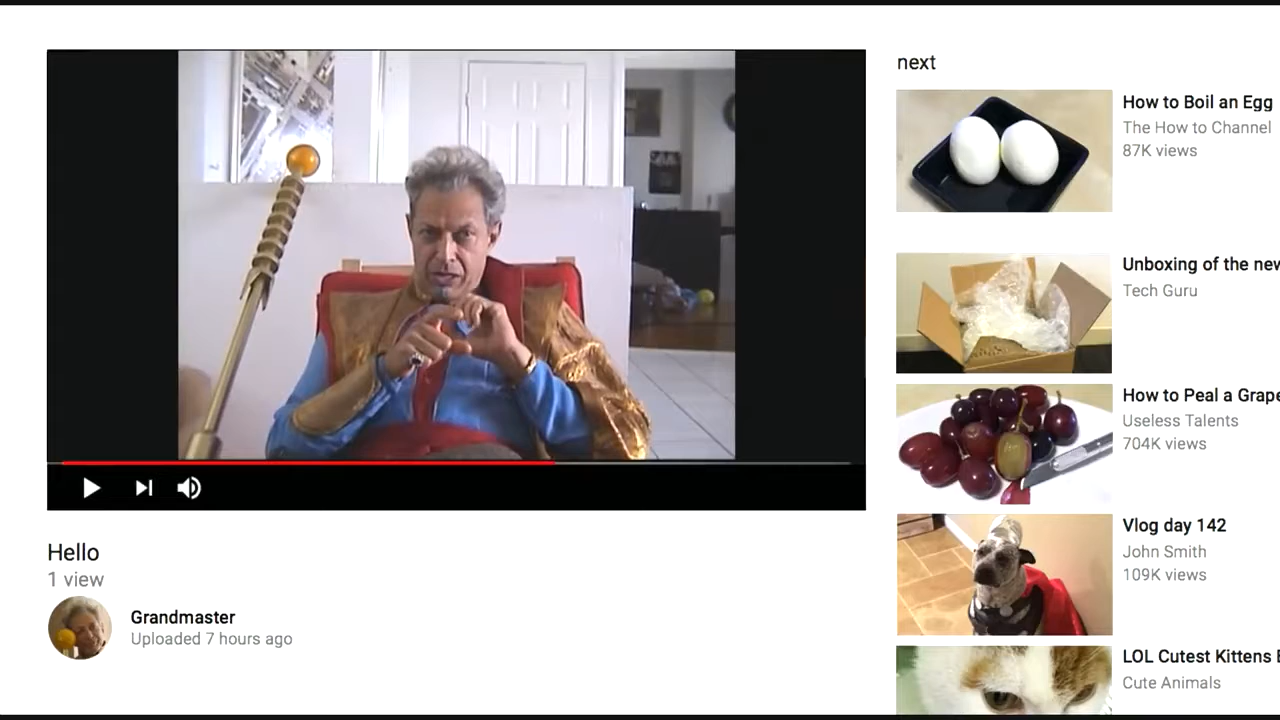 Hello
1 view
Grandmaster
Uploaded 7 hours ago
next
How to Boil an Egg
The How to Channel
87K views
Unboxing of the new
Tech Guru
How to Peal a Grape
Useless Talents
704K views
Vlog day 142
John Smith
109K views
LOL Cutest Kittens
Cute Animals